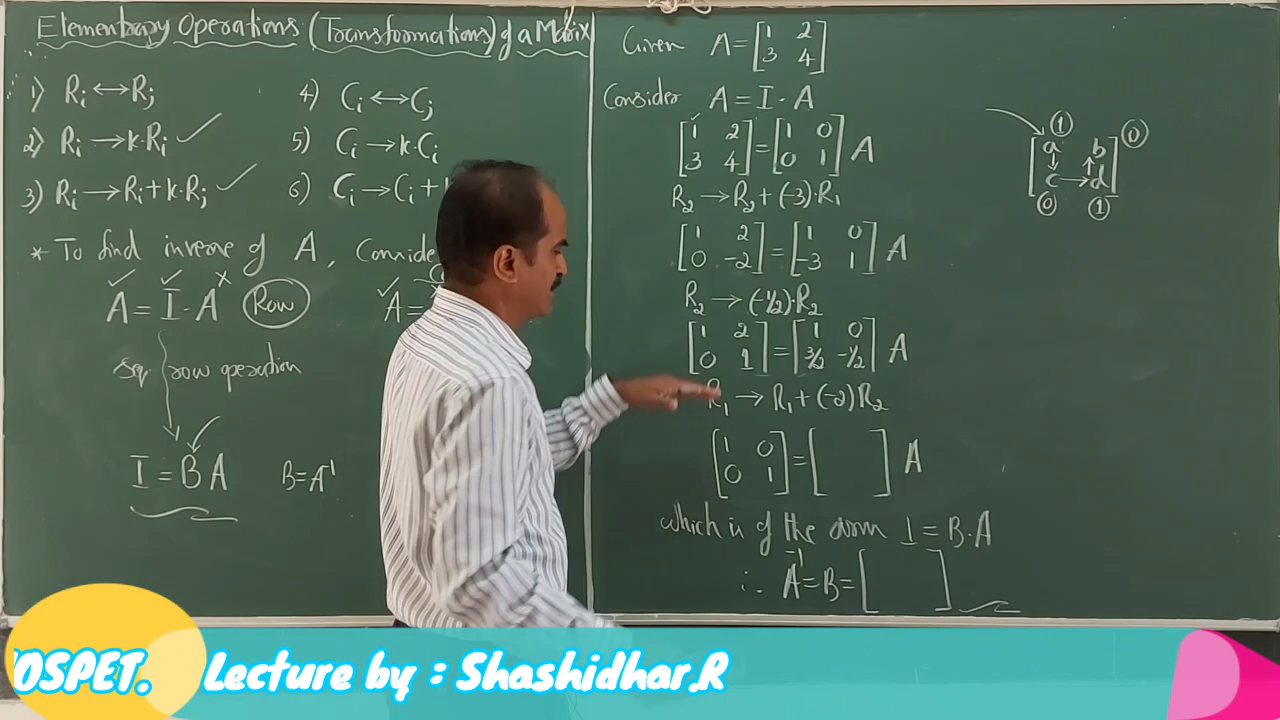 Elementary Operations (Transformations) of a Matrix
1) Ri ↔ Rj
2) Ri → k·Ri ✓
3) Ri → Ri + k·Rj ✓
4) Ci ↔ Cj
5) Ci → k·Ci
6) Ci → Ci +
* To find inverse of A, Conside
✓ ✓ x
A = I · A (Row)
✓
A =
row operation
I = B A B = A⁻¹
Given A = [1 2
3 4]
Consider A = I · A
[1 2 = [1 0
3 4] 0 1] A
R₂ → R₂ + (-3)·R₁
[1 2 = [1 0
0 -2] -3 1] A
R₂ → (-1/2)·R₂
[1 2 = [1 0
0 1] 3/2 -1/2] A
R₁ → R₁ + (-2)R₂
[1 0 = [
0 1] ] A
which is of the form I = B·A
∴ A⁻¹ = B = [ ]
① ⓪
[a b
c d]
⓪ ①
OSPET.
Lecture by : Shashidhar.R